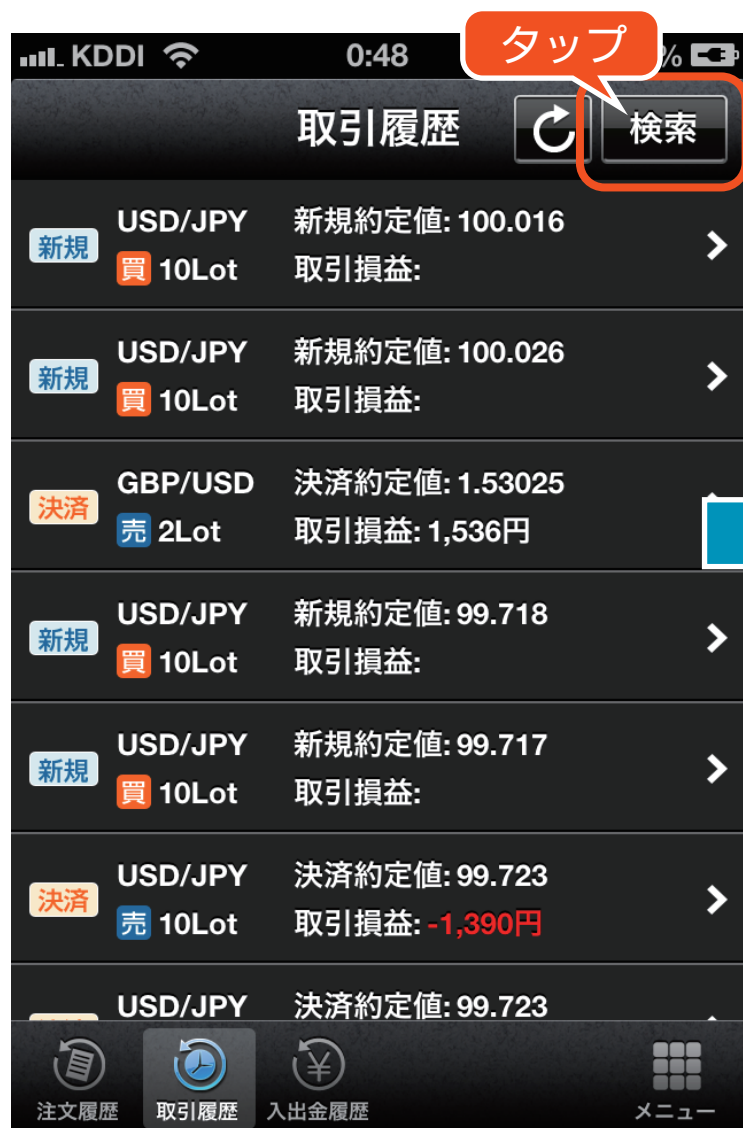 タップ
KDDI 0:48 %
取引履歴 検索
USD/JPY 新規約定値: 100.016
新規
買 10Lot 取引損益:
USD/JPY 新規約定値: 100.026
新規
買 10Lot 取引損益:
GBP/USD 決済約定値: 1.53025
決済
売 2Lot 取引損益: 1,536円
USD/JPY 新規約定値: 99.718
新規
買 10Lot 取引損益:
USD/JPY 新規約定値: 99.717
新規
買 10Lot 取引損益:
USD/JPY 決済約定値: 99.723
決済
売 10Lot 取引損益: -1,390円
USD/JPY 決済約定値: 99.723
注文履歴 取引履歴 入出金履歴 メニュー